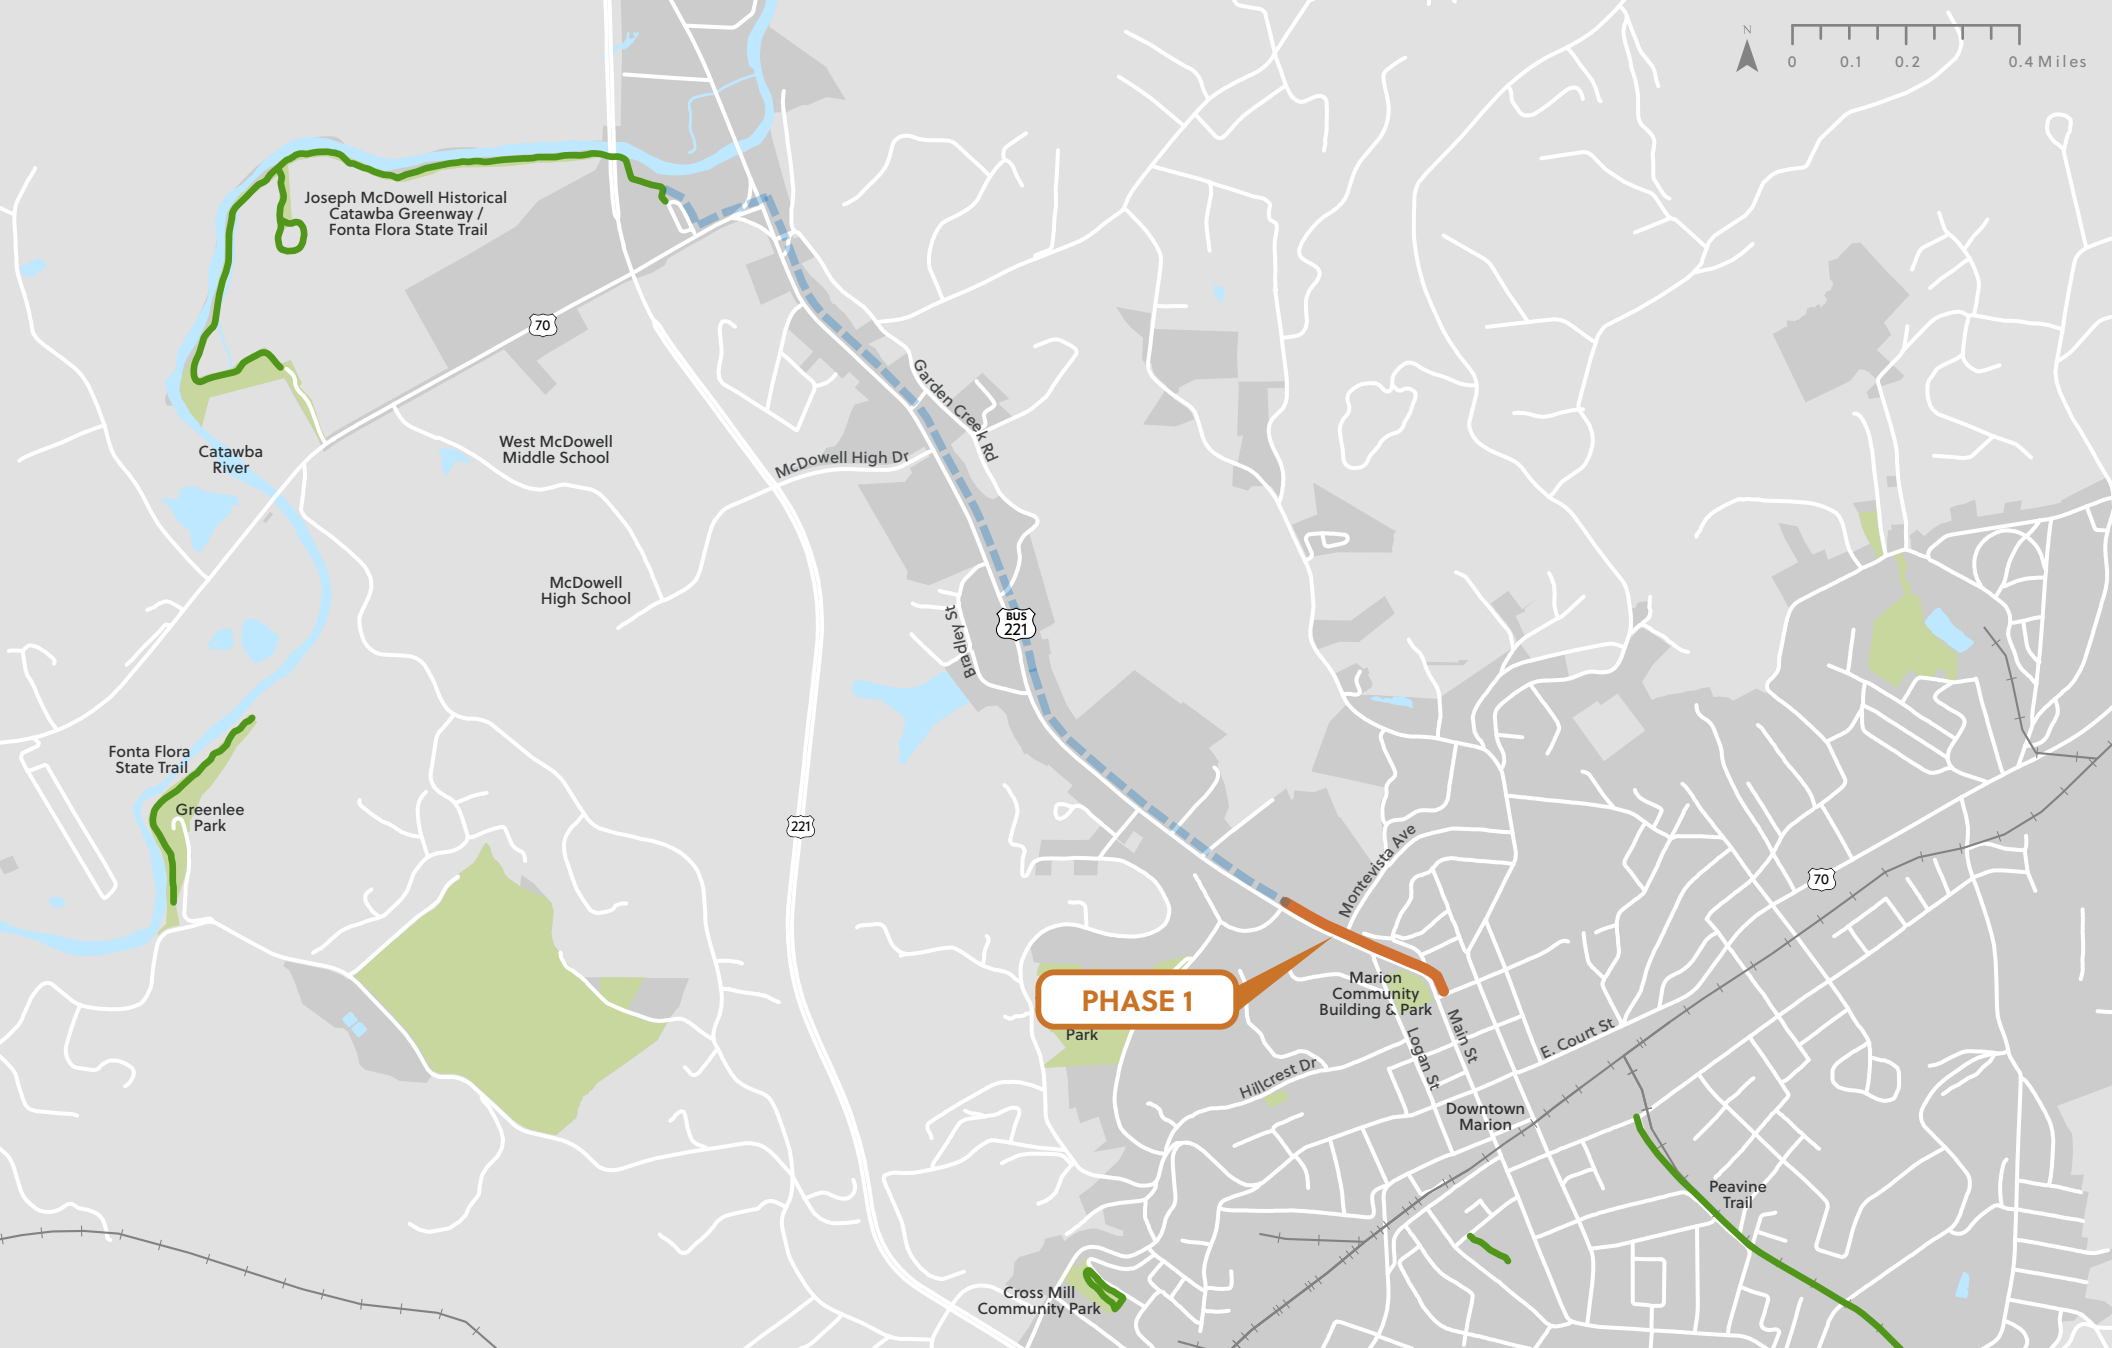 N
0 0.1 0.2 0.4 Miles
Joseph McDowell Historical
Catawba Greenway /
Fonta Flora State Trail
70
Garden Creek Rd
West McDowell
Middle School
McDowell High Dr
Catawba
River
McDowell
High School
BUS
221
Bradley St
Fonta Flora
State Trail
Greenlee
Park
221
Montevista Ave
70
PHASE 1
Park
Marion
Community
Building & Park
Main St
Logan St
E. Court St
Hillcrest Dr
Downtown
Marion
Peavine
Trail
Cross Mill
Community Park